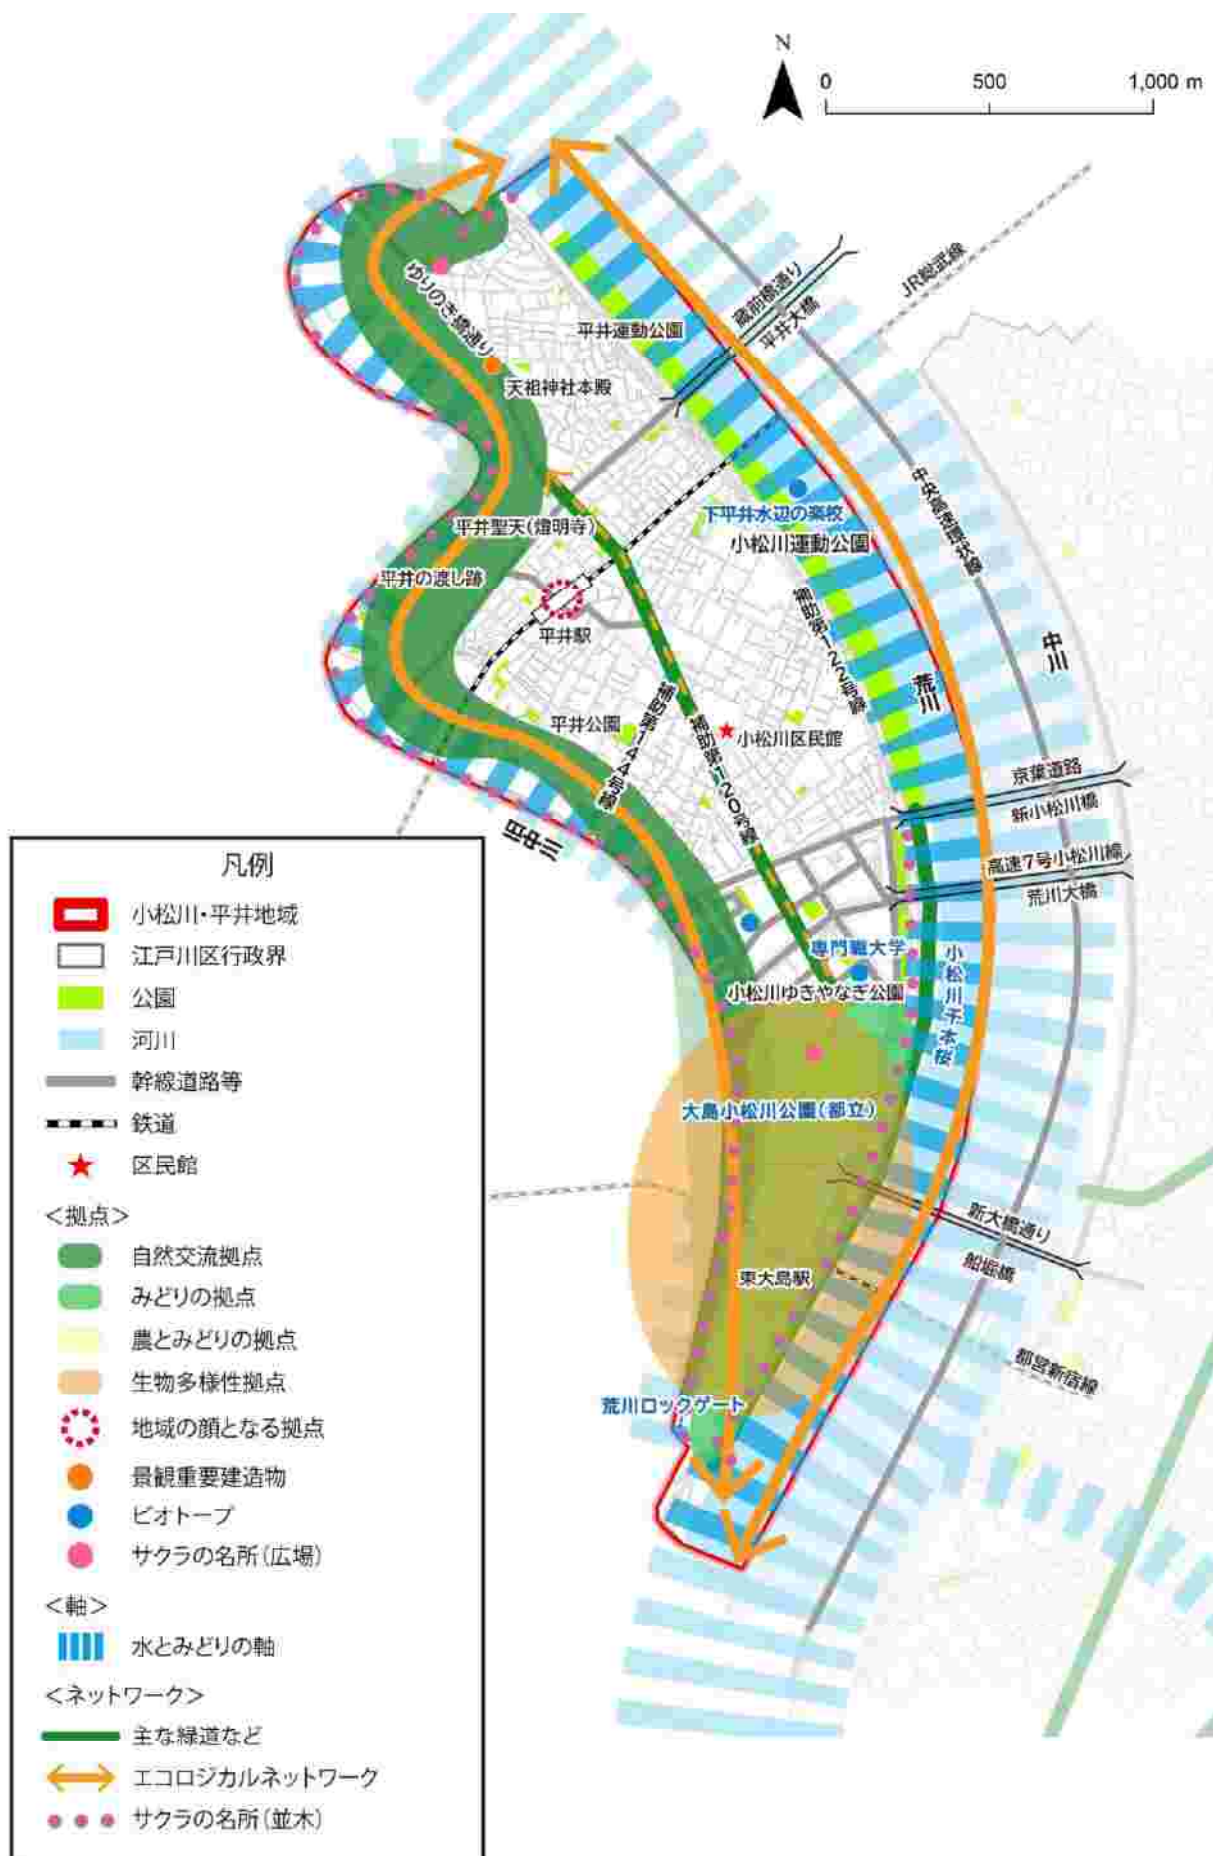 N
0 500 1,000 m
JR総武線
蔵前橋通り
平井大橋
ゆりのき橋通り
平井運動公園
天祖神社本殿
中央高速環状線
下平井水辺の楽校
平井聖天(燈明寺)
小松川運動公園
平井の渡し跡
補助第122号線
平井駅
中川
荒川
補助第144号線
補助第120号線
平井公園
小松川区民館
京葉道路
新小松川橋
旧中川
高速7号小松川線
荒川大橋
専門職大学
小松川千本桜
小松川ゆきやなぎ公園
大島小松川公園(都立)
新大橋通り
船堀橋
東大島駅
都営新宿線
荒川ロックゲート
凡例
小松川・平井地域
江戸川区行政界
公園
河川
幹線道路等
鉄道
区民館
<拠点>
自然交流拠点
みどりの拠点
農とみどりの拠点
生物多様性拠点
地域の顔となる拠点
景観重要建造物
ビオトープ
サクラの名所(広場)
<軸>
水とみどりの軸
<ネットワーク>
主な緑道など
エコロジカルネットワーク
サクラの名所(並木)